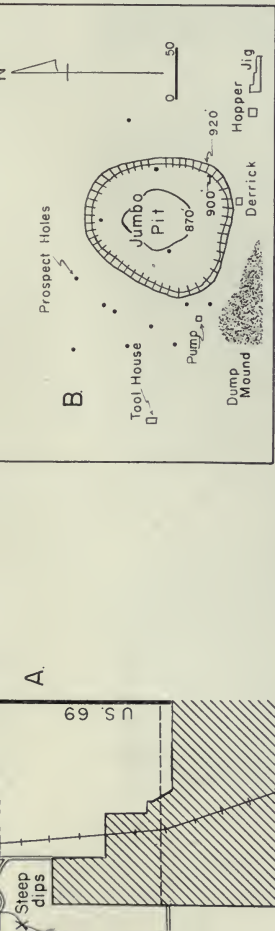 A.
Steep
dips
U.S. 69
B.
N
Prospect Holes
0 50
Tool House
Jumbo
Pit
870'
900'
920'
Pump
Dump
Mound
Derrick
Hopper Jig